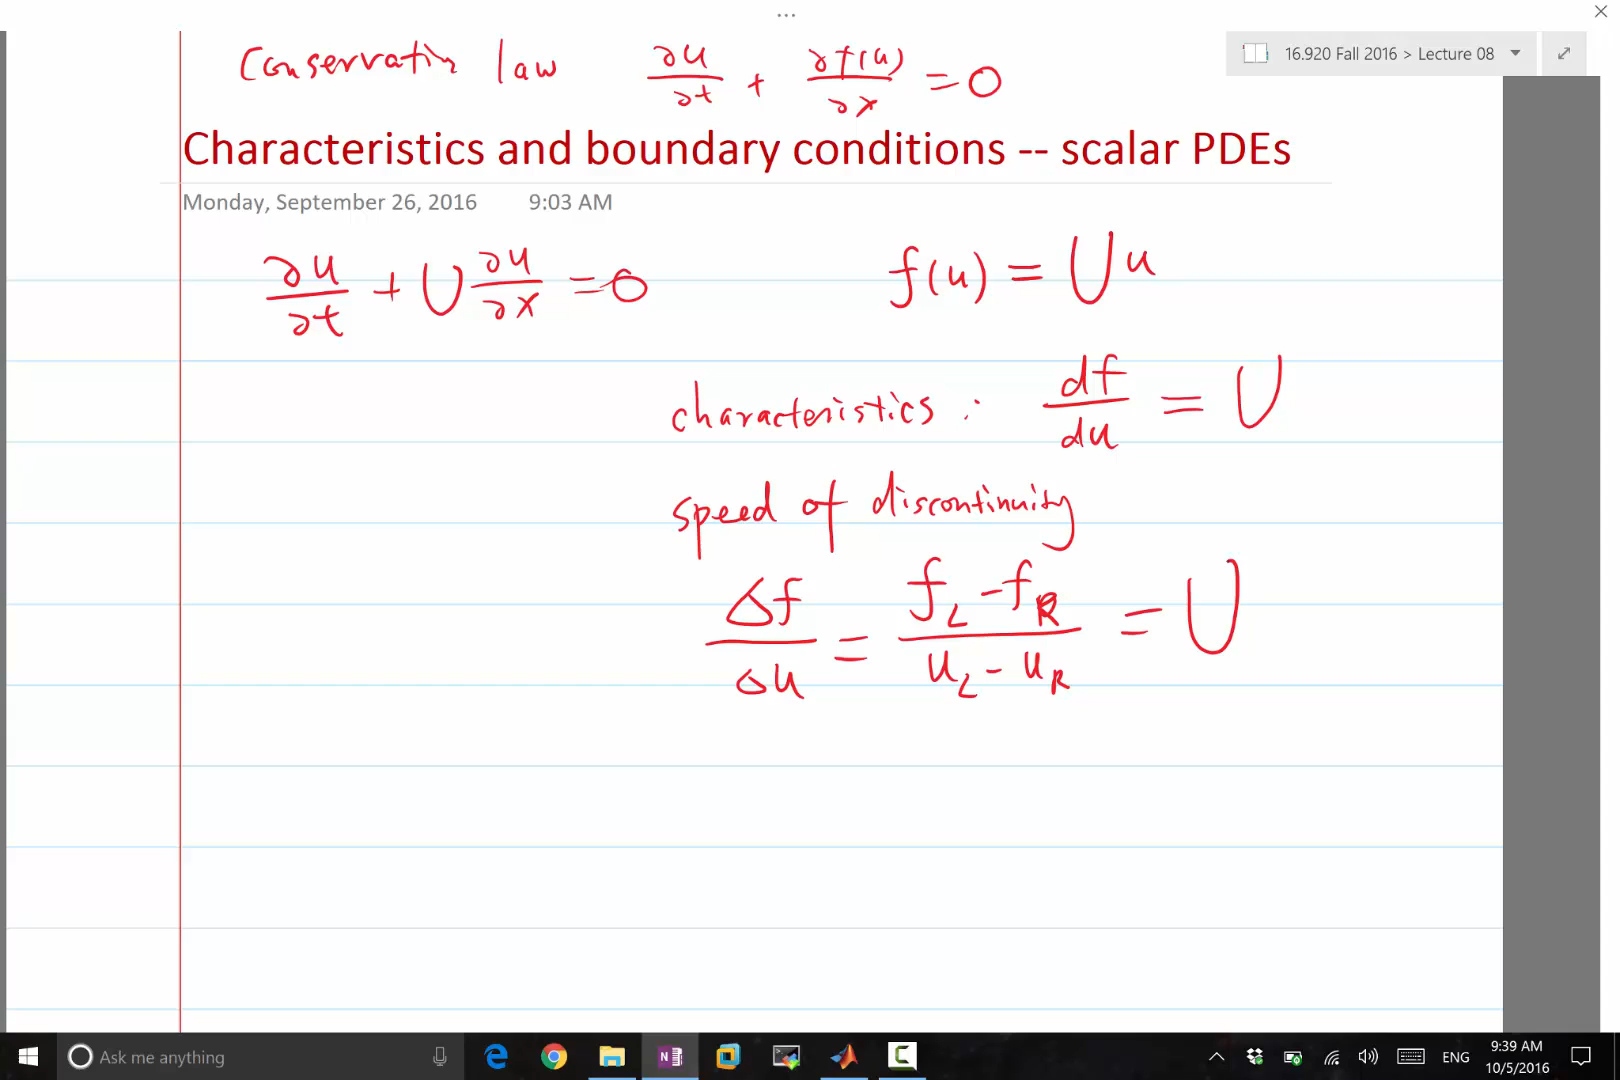 ...
16.920 Fall 2016 > Lecture 08
Conservatin law ∂u/∂t + ∂f(u)/∂x = 0
Characteristics and boundary conditions -- scalar PDEs
Monday, September 26, 2016 9:03 AM
∂u/∂t + U ∂u/∂x = 0 f(u) = Uu
characteristics : df/du = U
speed of discontinuity
Δf/Δu = (f_L - f_R)/(u_L - u_R) = U
Ask me anything
N
C
ENG
9:39 AM
10/5/2016